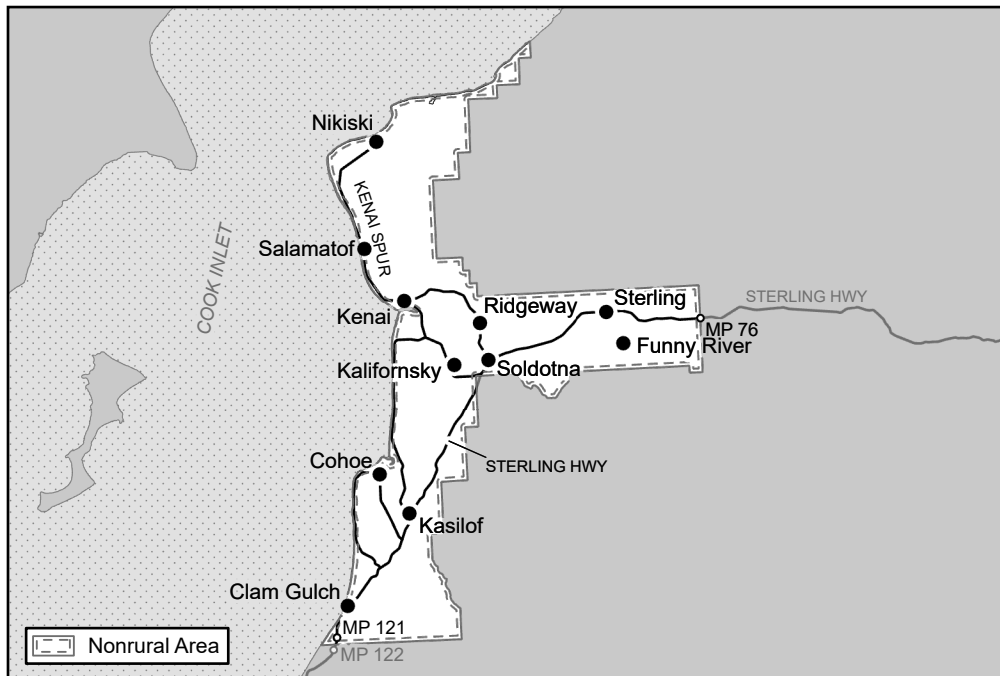 Nikiski
KENAI SPUR
Salamatof
COOK INLET
Kenai
Ridgeway
Sterling
STERLING HWY
MP 76
Funny River
Kalifornsky
Soldotna
Cohoe
STERLING HWY
Kasilof
Clam Gulch
MP 121
Nonrural Area
MP 122